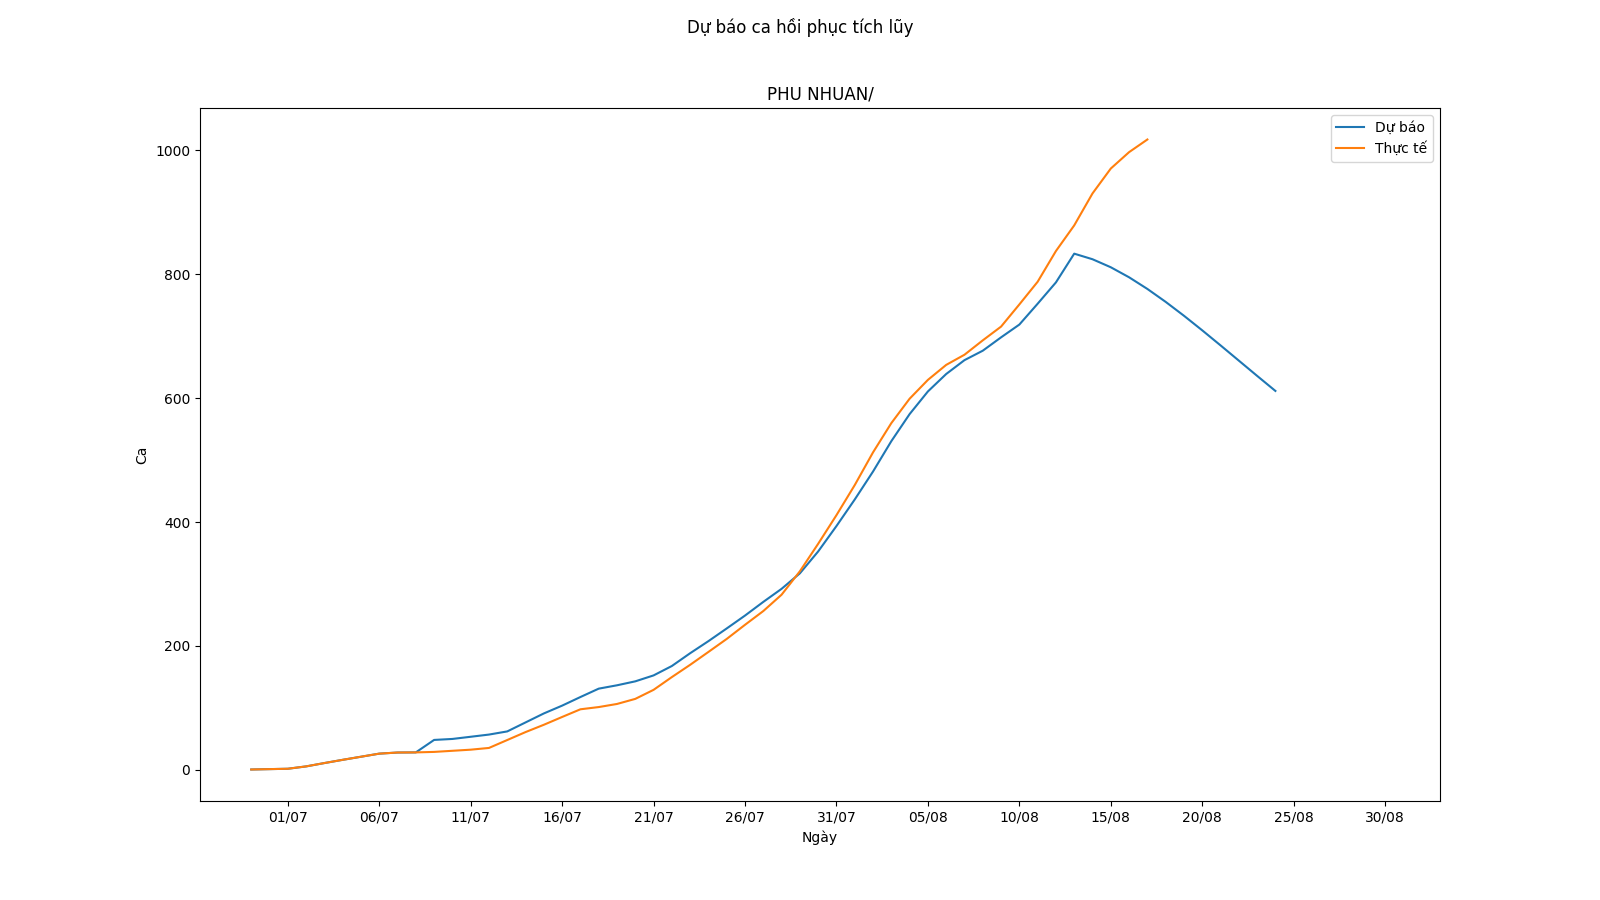 Dự báo ca hồi phục tích lũy
PHU NHUAN/
Dự báo
Thực tế
1000
800
600
400
200
0
Ca
01/07 06/07 11/07 16/07 21/07 26/07 31/07 05/08 10/08 15/08 20/08 25/08 30/08
Ngày